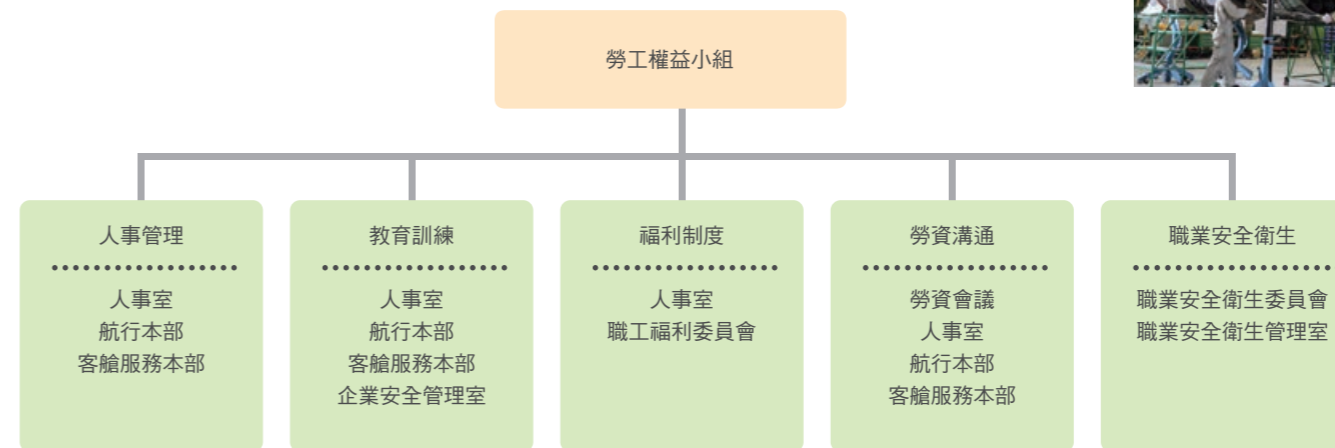 勞工權益小組
人事管理
人事室
航行本部
客艙服務本部
教育訓練
人事室
航行本部
客艙服務本部
企業安全管理室
福利制度
人事室
職工福利委員會
勞資溝通
勞資會議
人事室
航行本部
客艙服務本部
職業安全衛生
職業安全衛生委員會
職業安全衛生管理室